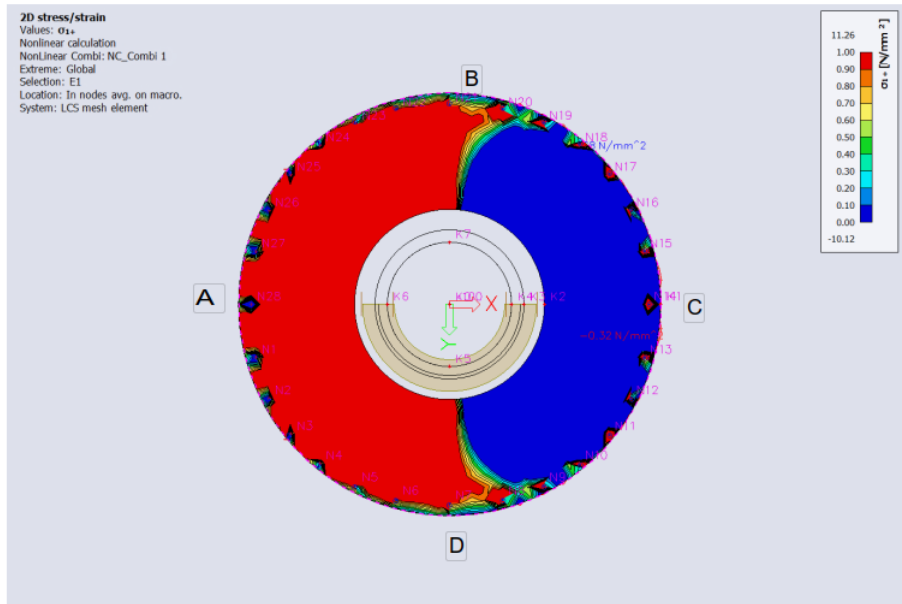 2D stress/strain
Values: σ1+
Nonlinear calculation
NonLinear Combi: NC_Combi 1
Extreme: Global
Selection: E1
Location: In nodes avg. on macro.
System: LCS mesh element
11.26
1.00
0.90
0.80
0.70
0.60
0.50
0.40
0.30
0.20
0.10
0.00
-10.12
σ1+ [N/mm²]
B
N20
N23
N19
N24
N18
N/mm^2
N25
N17
N26
N16
N27
N15
K7
A
N28
K6
X
K4
K3
K2
C
Y
-0.32 N/mm^
K5
N1
N13
N2
N12
N3
N11
N4
N10
N5
N9
N6
D